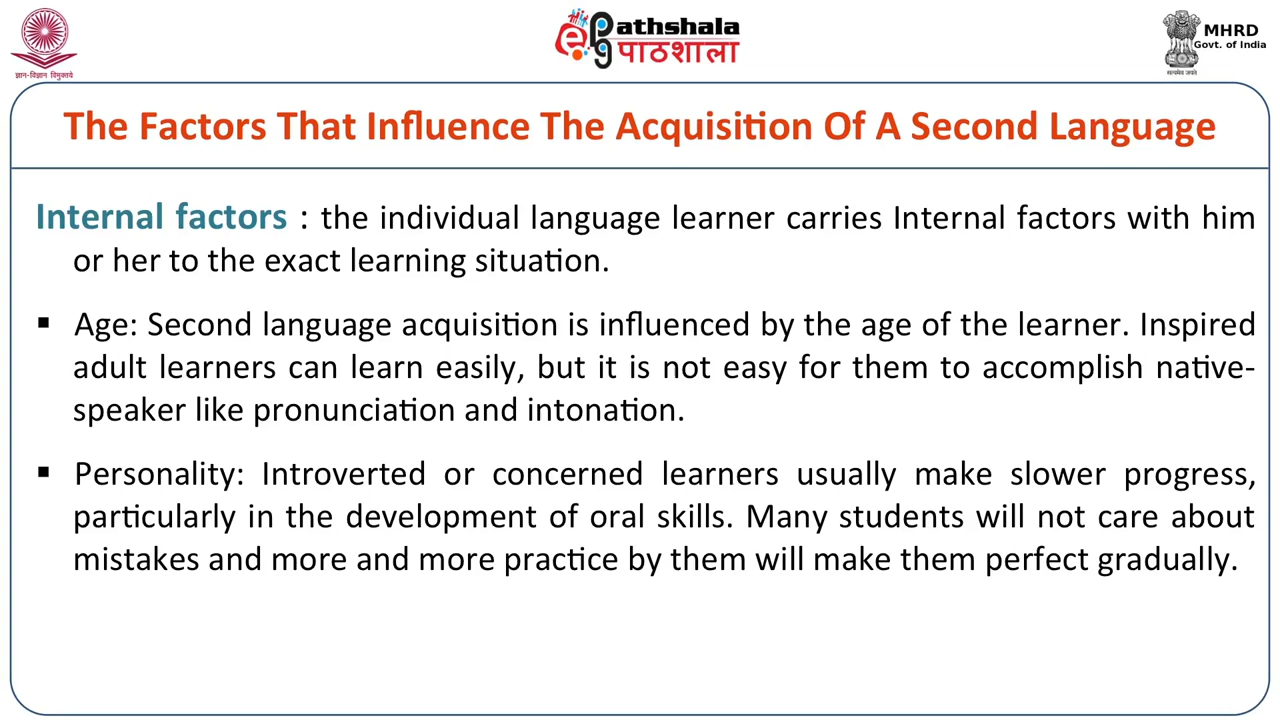 ज्ञान-विज्ञान विमुक्तये
epg Pathshala
पाठशाला
MHRD
Govt. of India
सत्यमेव जयते
The Factors That Influence The Acquisition Of A Second Language
Internal factors : the individual language learner carries Internal factors with him
or her to the exact learning situation.
▪ Age: Second language acquisition is influenced by the age of the learner. Inspired
adult learners can learn easily, but it is not easy for them to accomplish native-
speaker like pronunciation and intonation.
▪ Personality: Introverted or concerned learners usually make slower progress,
particularly in the development of oral skills. Many students will not care about
mistakes and more and more practice by them will make them perfect gradually.